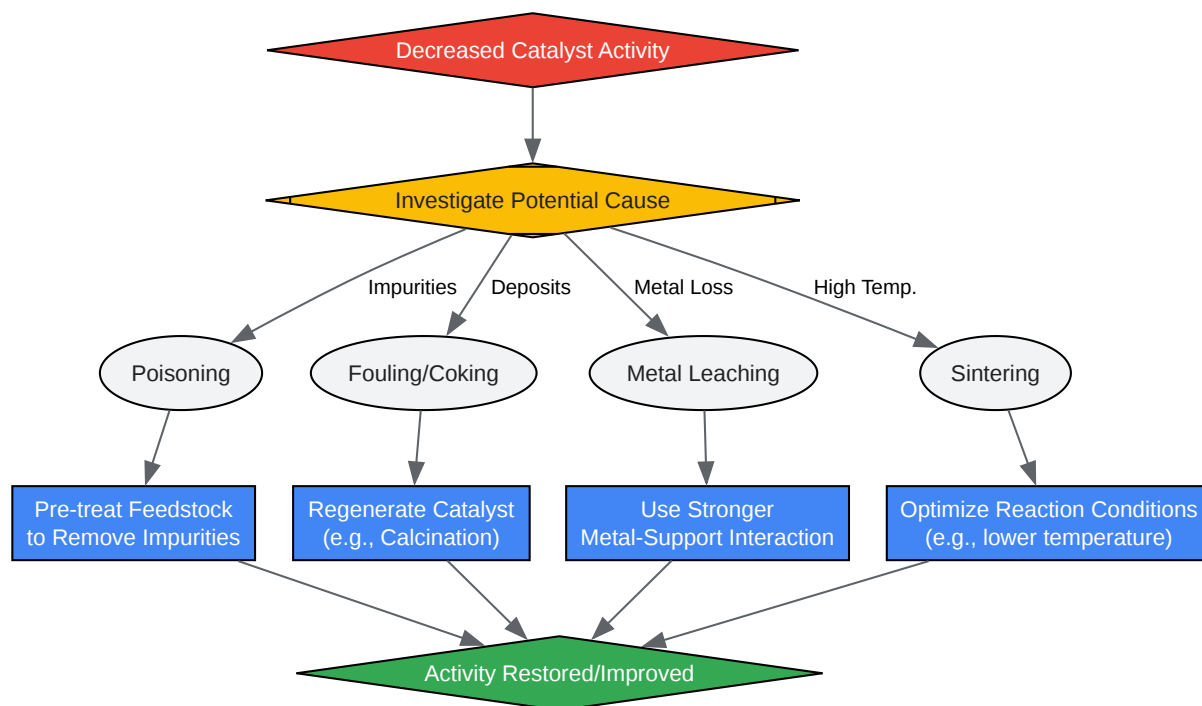 Decreased Catalyst Activity
Investigate Potential Cause
Impurities
Deposits
Metal Loss
High Temp.
Poisoning
Fouling/Coking
Metal Leaching
Sintering
Pre-treat Feedstock
to Remove Impurities
Regenerate Catalyst
(e.g., Calcination)
Use Stronger
Metal-Support Interaction
Optimize Reaction Conditions
(e.g., lower temperature)
Activity Restored/Improved